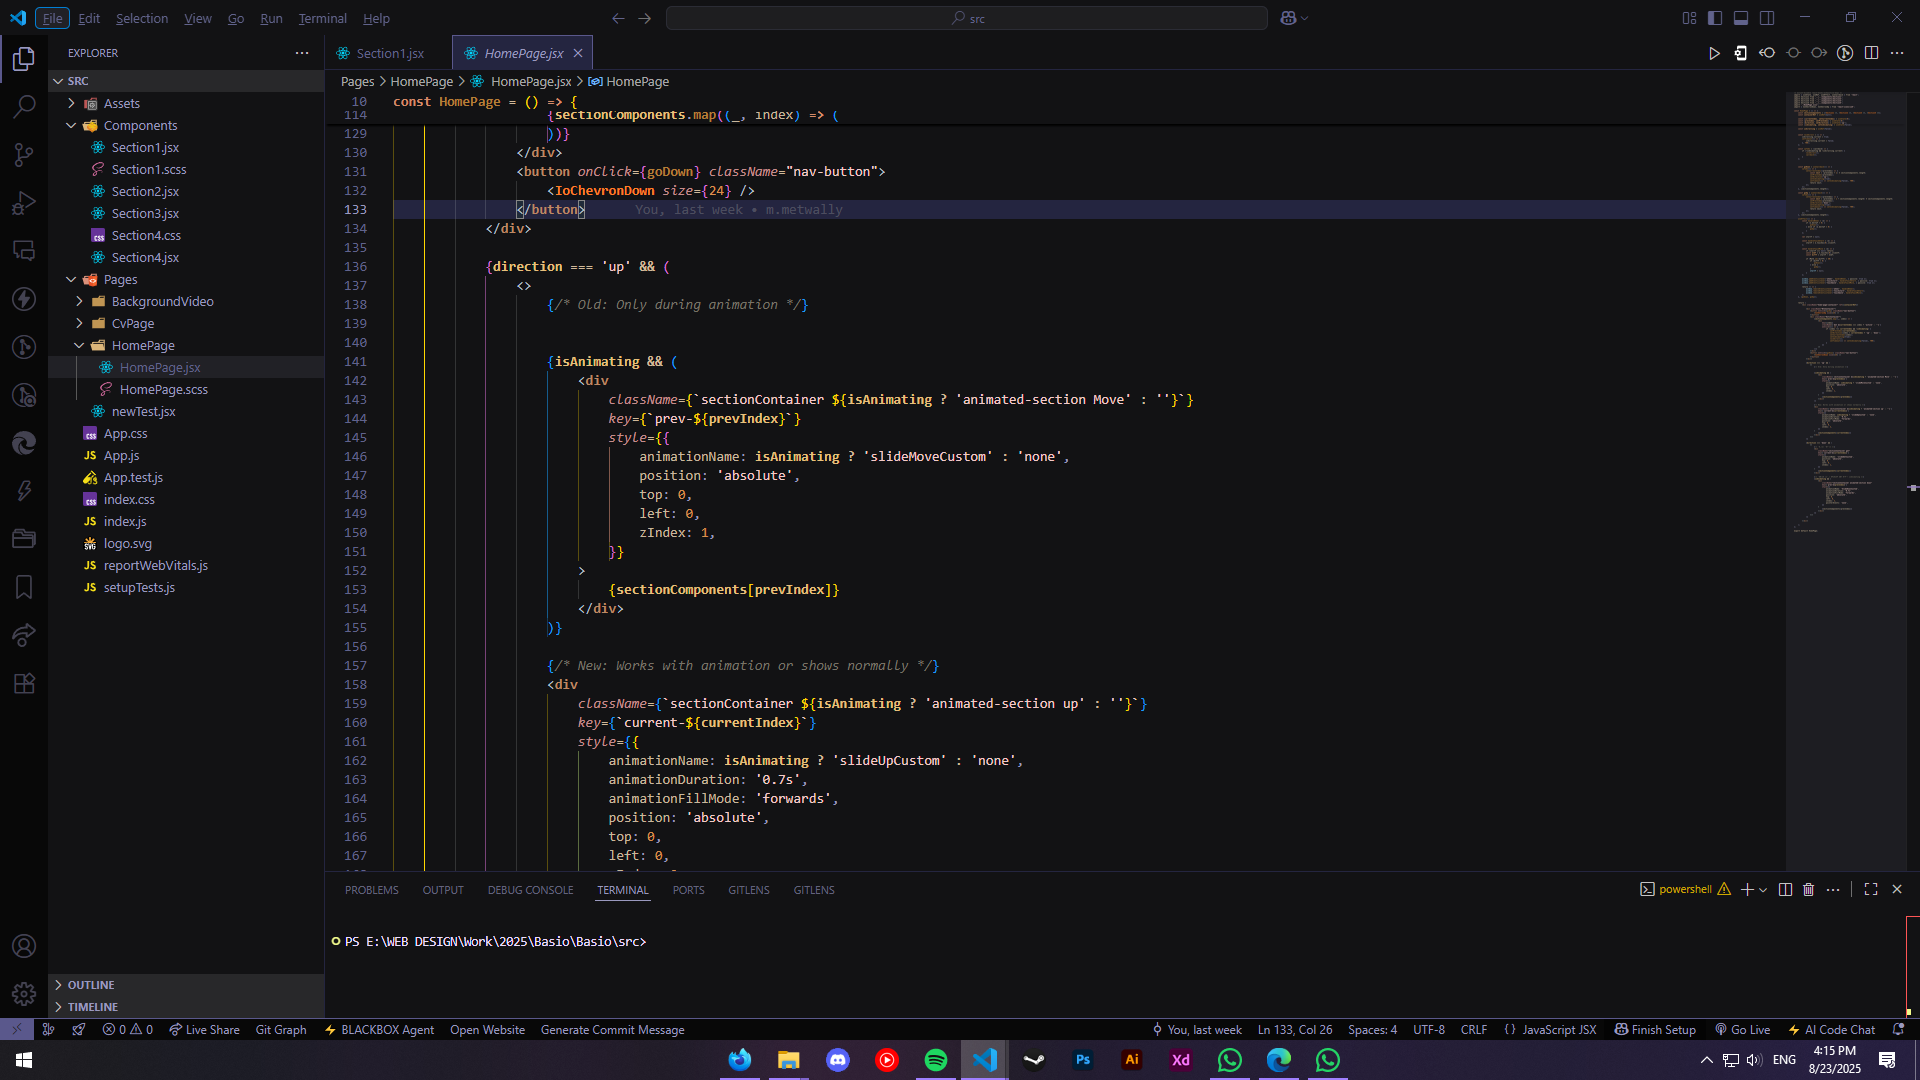 File Edit Selection View Go Run Terminal Help
src
EXPLORER
SRC
Assets
Components
Section1.jsx
Section1.scss
Section2.jsx
Section3.jsx
Section4.css
Section4.jsx
Pages
BackgroundVideo
CvPage
HomePage
HomePage.jsx
HomePage.scss
newTest.jsx
App.css
App.js
App.test.js
index.css
index.js
logo.svg
reportWebVitals.js
setupTests.js
OUTLINE
TIMELINE
Section1.jsx HomePage.jsx
Pages > HomePage > HomePage.jsx > HomePage
10 const HomePage = () => {
114 {sectionComponents.map((_, index) => (
129 ))}
130 </div>
131 <button onClick={goDown} className="nav-button">
132 <IoChevronDown size={24} />
133 </button> You, last week • m.metwally
134 </div>
135
136 {direction === 'up' && (
137 <>
138 {/* Old: Only during animation */}
139
140
141 {isAnimating && (
142 <div
143 className={`sectionContainer ${isAnimating ? 'animated-section Move' : ''}`}
144 key={`prev-${prevIndex}`}
145 style={{
146 animationName: isAnimating ? 'slideMoveCustom' : 'none',
147 position: 'absolute',
148 top: 0,
149 left: 0,
150 zIndex: 1,
151 }}
152 >
153 {sectionComponents[prevIndex]}
154 </div>
155 )}
156
157 {/* New: Works with animation or shows normally */}
158 <div
159 className={`sectionContainer ${isAnimating ? 'animated-section up' : ''}`}
160 key={`current-${currentIndex}`}
161 style={{
162 animationName: isAnimating ? 'slideUpCustom' : 'none',
163 animationDuration: '0.7s',
164 animationFillMode: 'forwards',
165 position: 'absolute',
166 top: 0,
167 left: 0,
PROBLEMS OUTPUT DEBUG CONSOLE TERMINAL PORTS GITLENS GITLENS
powershell
PS E:\WEB DESIGN\Work\2025\Basio\Basio\src>
0 0 Live Share Git Graph BLACKBOX Agent Open Website Generate Commit Message
You, last week Ln 133, Col 26 Spaces: 4 UTF-8 CRLF {} JavaScript JSX Finish Setup Go Live AI Code Chat
Ps Ai Xd
ENG
4:15 PM
8/23/2025